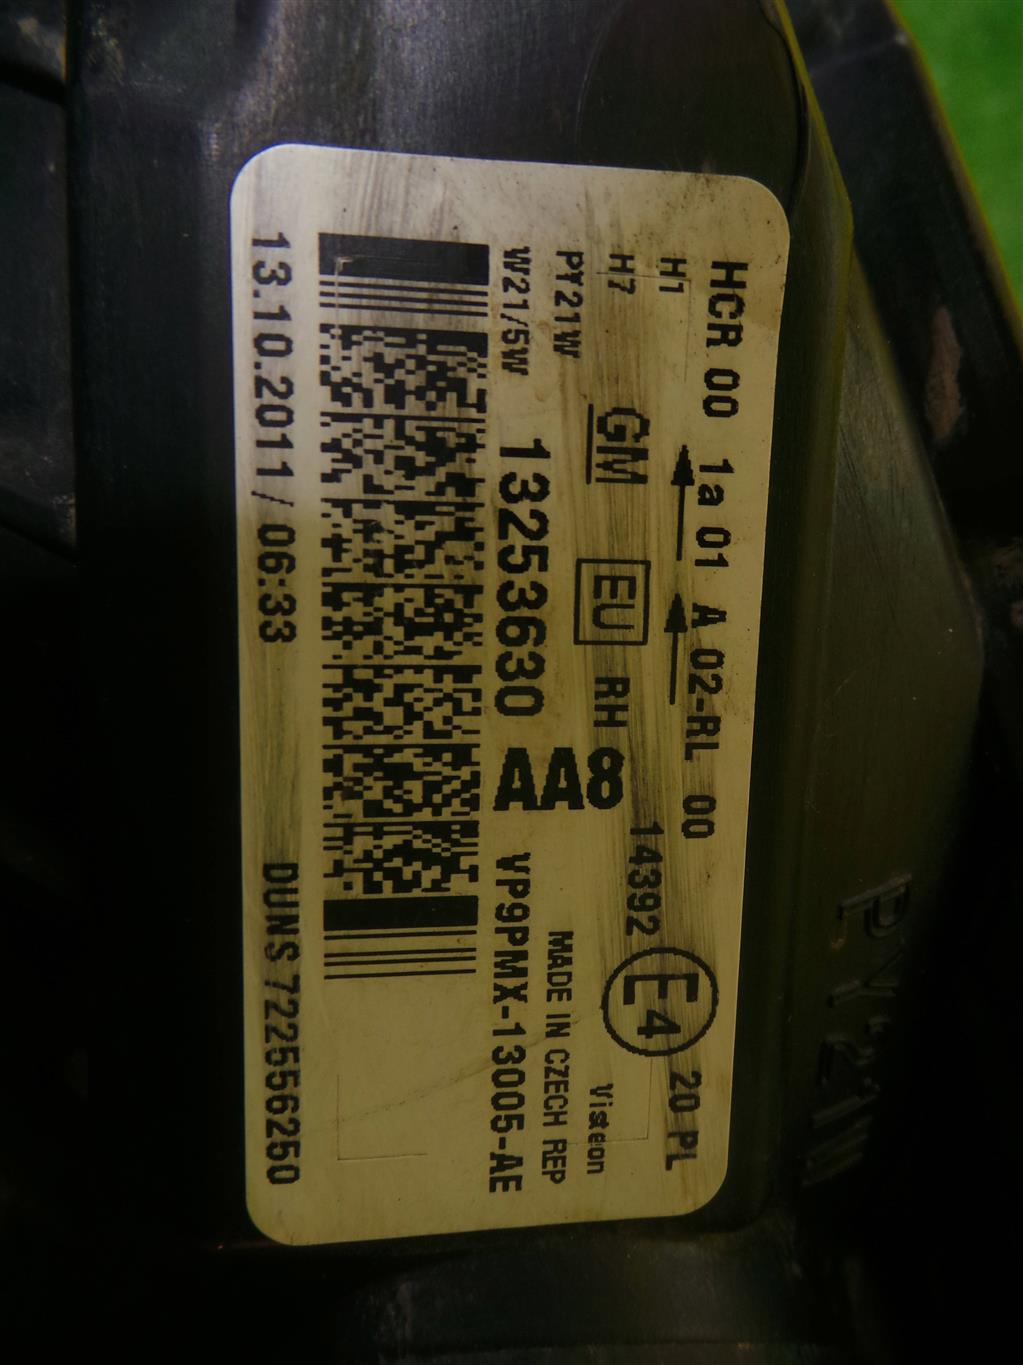 HCR 00 1a 01 A 02-RL 00
H1
H7 GM EU RH 14392 E4 20 PL
PY21W
W21/5W 13253630 AA8
Visteon
MADE IN CZECH REP
VP9PMX-13005-AE
13.10.2011 / 06:33 DUNS 722556250